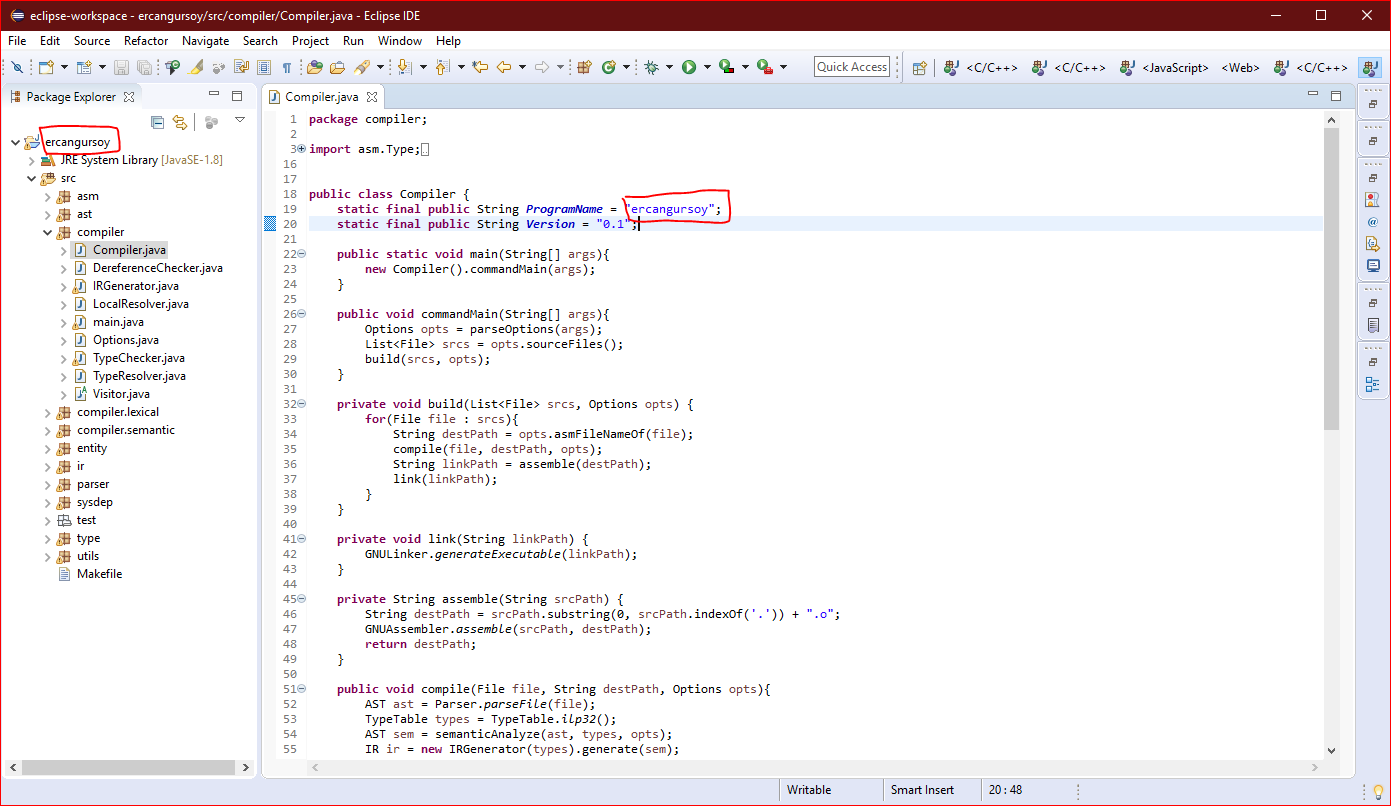 eclipse-workspace - ercangursoy/src/compiler/Compiler.java - Eclipse IDE
File Edit Source Refactor Navigate Search Project Run Window Help
Quick Access <C/C++> <C/C++> <JavaScript> <Web> <C/C++>
Package Explorer
ercangursoy
JRE System Library [JavaSE-1.8]
src
asm
ast
compiler
Compiler.java
DereferenceChecker.java
IRGenerator.java
LocalResolver.java
main.java
Options.java
TypeChecker.java
TypeResolver.java
Visitor.java
compiler.lexical
compiler.semantic
entity
ir
parser
sysdep
test
type
utils
Makefile
Compiler.java
1 package compiler;
2
3 import asm.Type;
16
17
18 public class Compiler {
19 static final public String ProgramName = "ercangursoy";
20 static final public String Version = "0.1";
21
22 public static void main(String[] args){
23 new Compiler().commandMain(args);
24 }
25
26 public void commandMain(String[] args){
27 Options opts = parseOptions(args);
28 List<File> srcs = opts.sourceFiles();
29 build(srcs, opts);
30 }
31
32 private void build(List<File> srcs, Options opts) {
33 for(File file : srcs){
34 String destPath = opts.asmFileNameOf(file);
35 compile(file, destPath, opts);
36 String linkPath = assemble(destPath);
37 link(linkPath);
38 }
39 }
40
41 private void link(String linkPath) {
42 GNULinker.generateExecutable(linkPath);
43 }
44
45 private String assemble(String srcPath) {
46 String destPath = srcPath.substring(0, srcPath.indexOf('.')) + ".o";
47 GNUAssembler.assemble(srcPath, destPath);
48 return destPath;
49 }
50
51 public void compile(File file, String destPath, Options opts){
52 AST ast = Parser.parseFile(file);
53 TypeTable types = TypeTable.ilp32();
54 AST sem = semanticAnalyze(ast, types, opts);
55 IR ir = new IRGenerator(types).generate(sem);
Writable Smart Insert 20 : 48